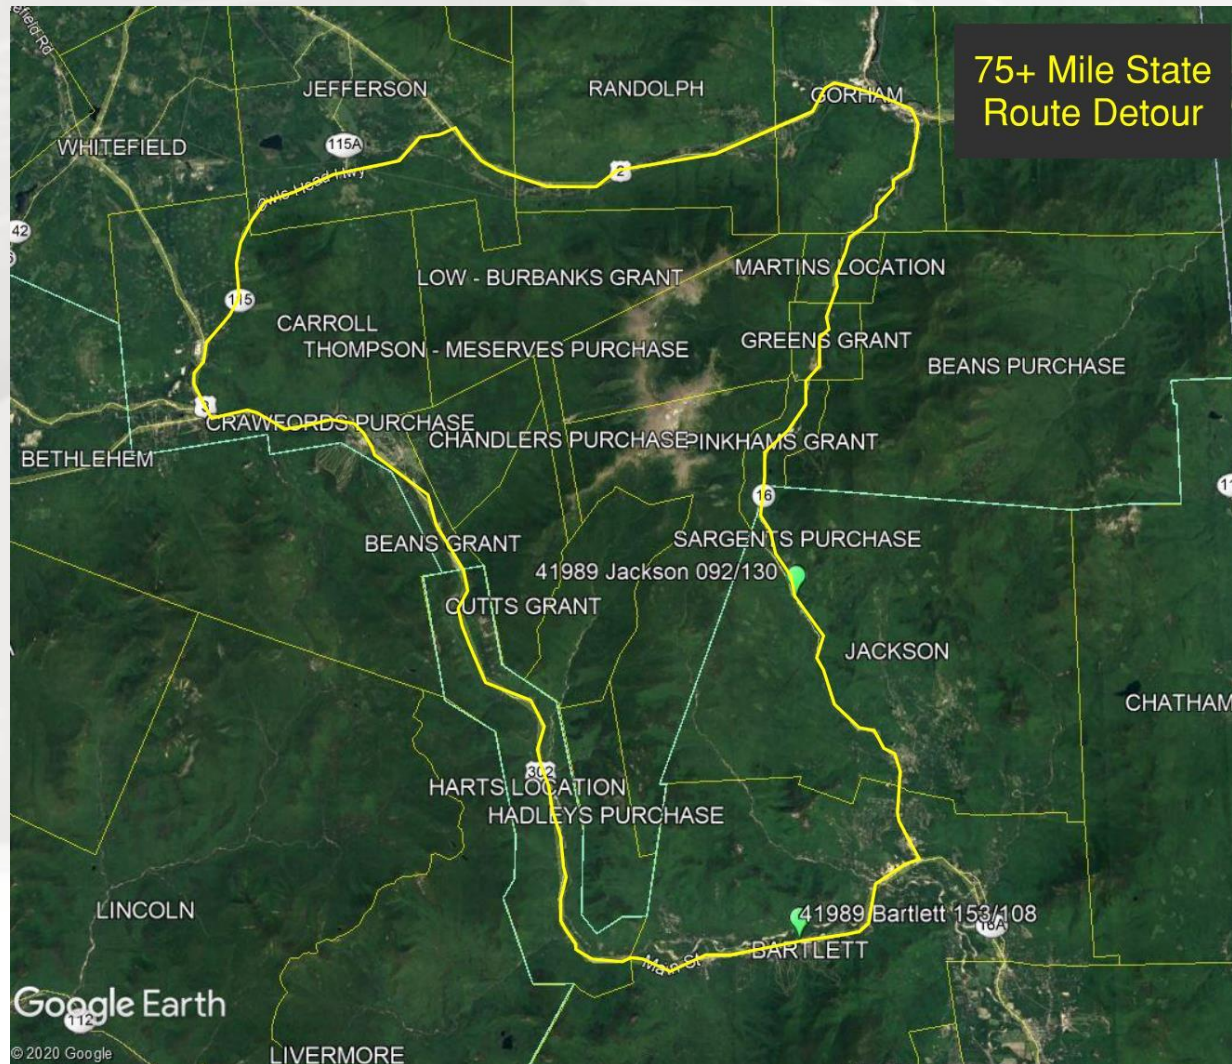 75+ Mile State
Route Detour
JEFFERSON
RANDOLPH
GORHAM
WHITEFIELD
115A
2
Owls Head Hwy
42
MARTINS LOCATION
LOW - BURBANKS GRANT
115
CARROLL
THOMPSON - MESERVES PURCHASE
GREENS GRANT
BEANS PURCHASE
3
CRAWFORDS PURCHASE
CHANDLERS PURCHASE
PINKHAMS GRANT
BETHLEHEM
16
SARGENTS PURCHASE
BEANS GRANT
41989 Jackson 092/130
CUTTS GRANT
JACKSON
CHATHAM
302
HARTS LOCATION
HADLEYS PURCHASE
LINCOLN
41989 Bartlett 153/108
16A
BARTLETT
Main St
Google Earth
112
LIVERMORE
© 2020 Google